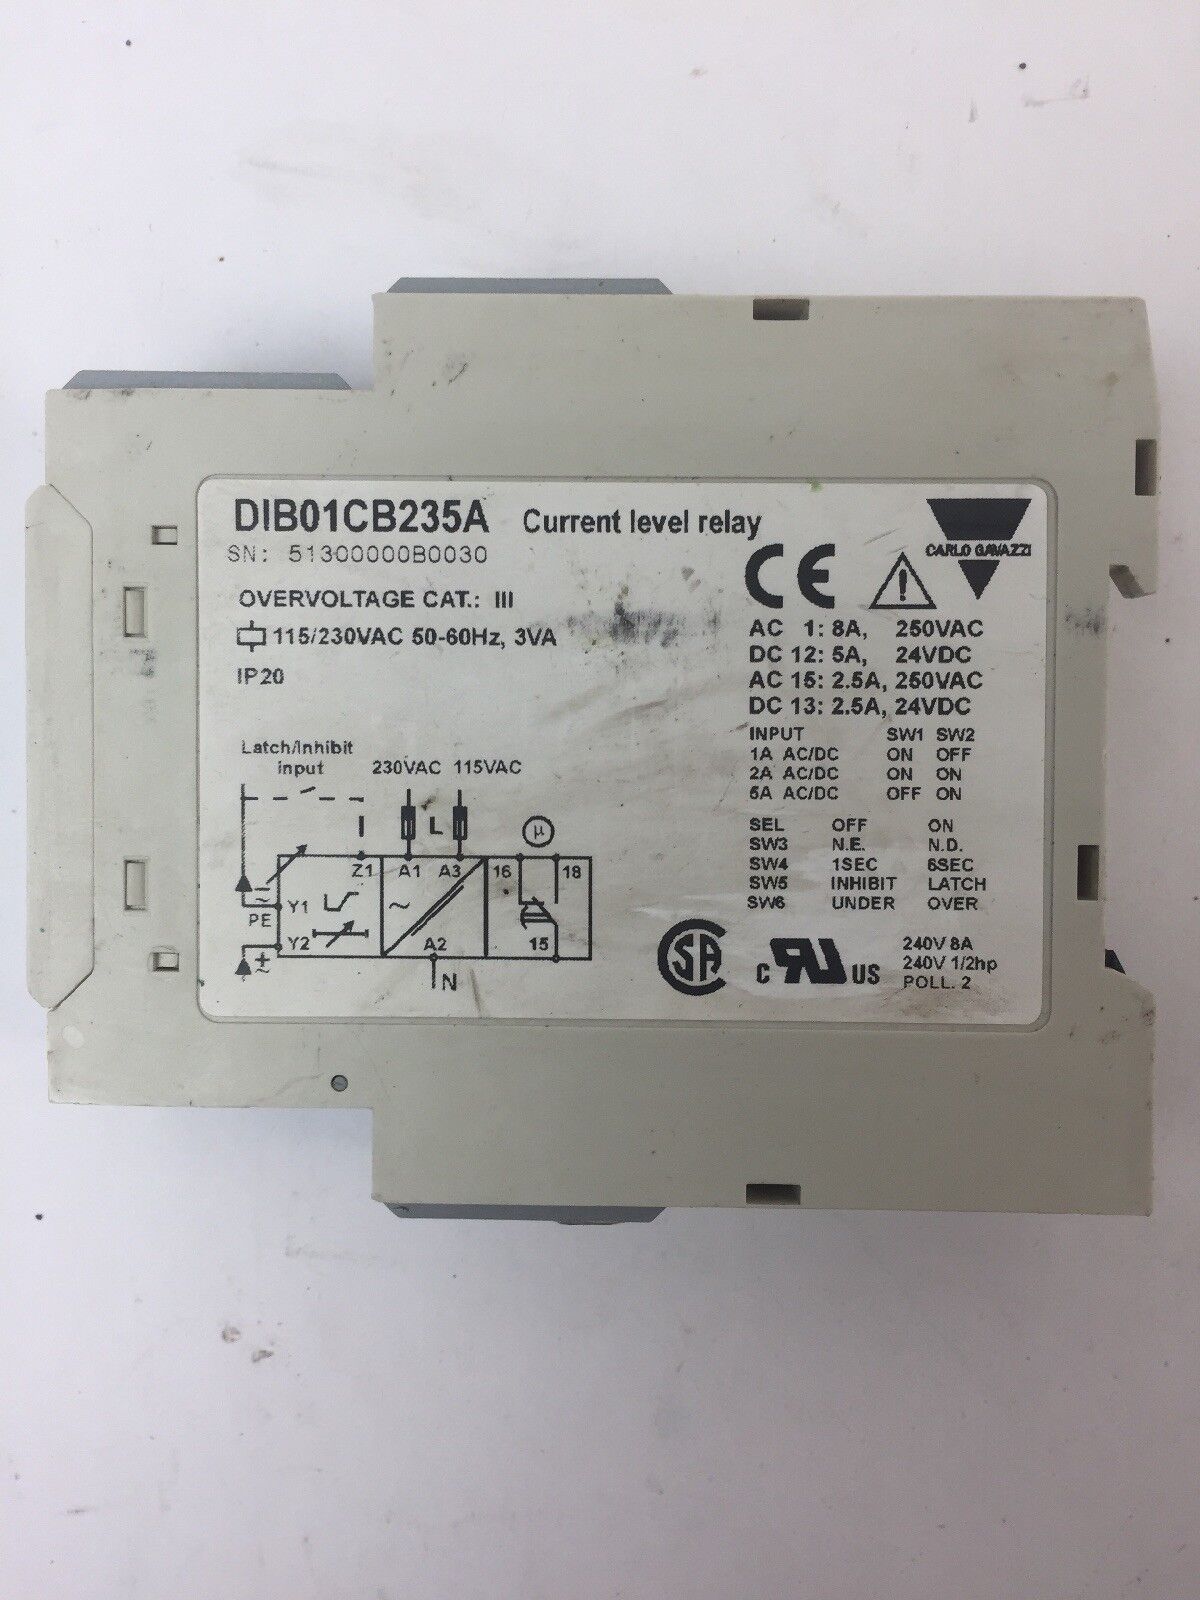 DIB01CB235A Current level relay
SN: 51300000B0030
CARLO GAVAZZI
CE
OVERVOLTAGE CAT.: III
115/230VAC 50-60Hz, 3VA
IP20
AC 1: 8A, 250VAC
DC 12: 5A, 24VDC
AC 15: 2.5A, 250VAC
DC 13: 2.5A, 24VDC
INPUT SW1 SW2
1A AC/DC ON OFF
2A AC/DC ON ON
5A AC/DC OFF ON
SEL OFF ON
SW3 N.E. N.D.
SW4 1SEC 6SEC
SW5 INHIBIT LATCH
SW6 UNDER OVER
Latch/Inhibit
input
230VAC 115VAC
L
µ
Z1 A1 A3 16 18
Y1
PE
~
Y2
A2 15
N
SA
c RU US
240V 8A
240V 1/2hp
POLL. 2